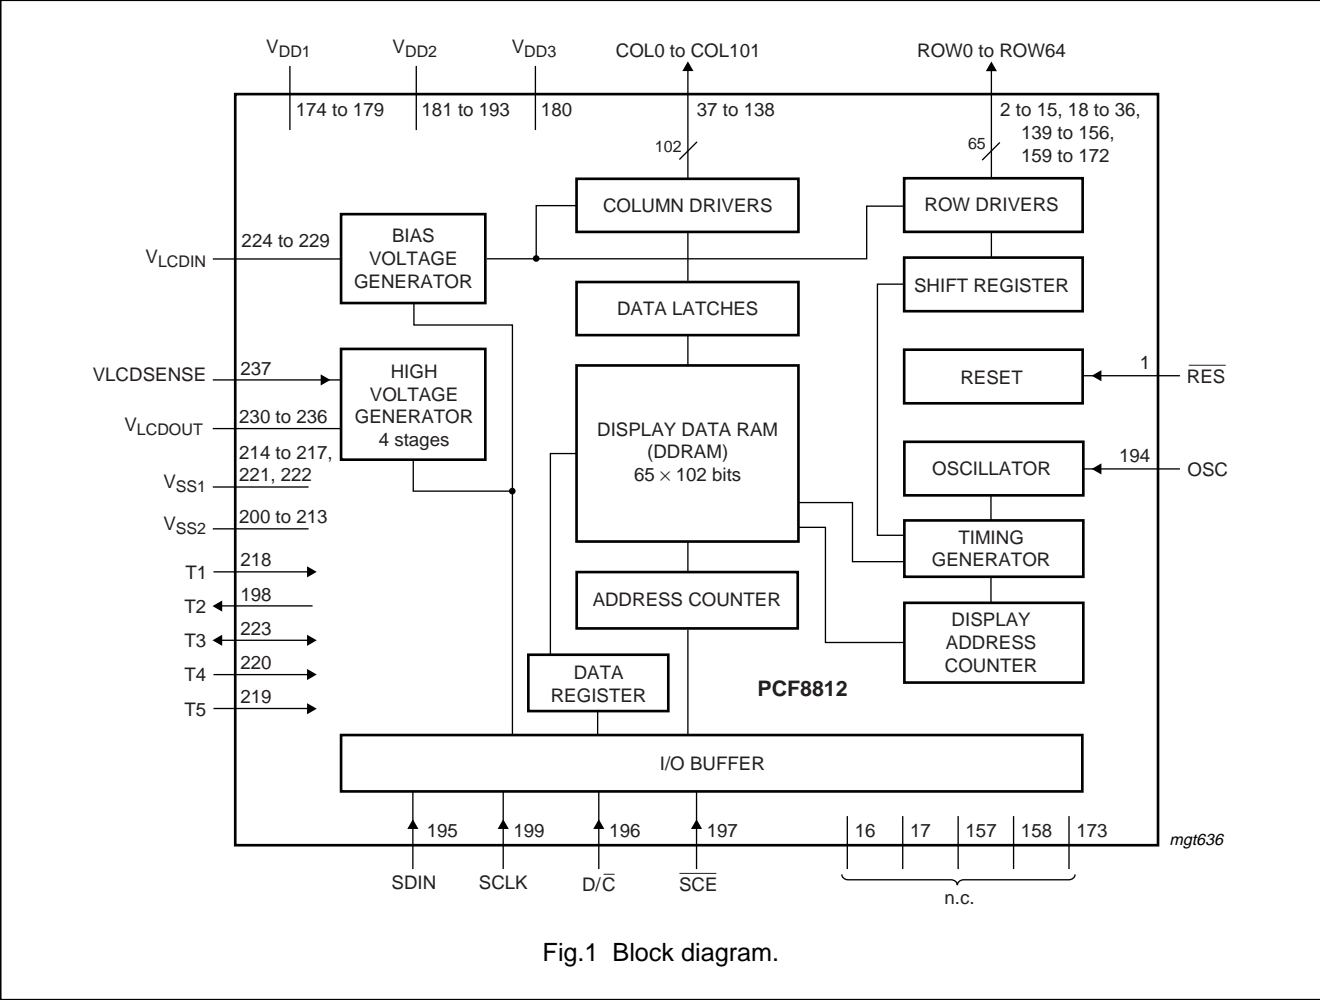 VDD1
VDD2
VDD3
COL0 to COL101
ROW0 to ROW64
174 to 179
181 to 193
180
37 to 138
2 to 15, 18 to 36,
139 to 156,
159 to 172
102
65
COLUMN DRIVERS
ROW DRIVERS
BIAS
VOLTAGE
GENERATOR
224 to 229
VLCDIN
SHIFT REGISTER
DATA LATCHES
VLCDSENSE
237
HIGH
VOLTAGE
GENERATOR
4 stages
RESET
1
R̅E̅S̅
VLCDOUT
230 to 236
DISPLAY DATA RAM
(DDRAM)
65 × 102 bits
214 to 217,
221, 222
VSS1
OSCILLATOR
194
OSC
VSS2
200 to 213
TIMING
GENERATOR
T1
218
T2
198
ADDRESS COUNTER
T3
223
DISPLAY
ADDRESS
COUNTER
T4
220
DATA
REGISTER
PCF8812
T5
219
I/O BUFFER
195
199
196
197
16
17
157
158
173
mgt636
SDIN
SCLK
D/C̅
S̅C̅E̅
n.c.
Fig.1 Block diagram.